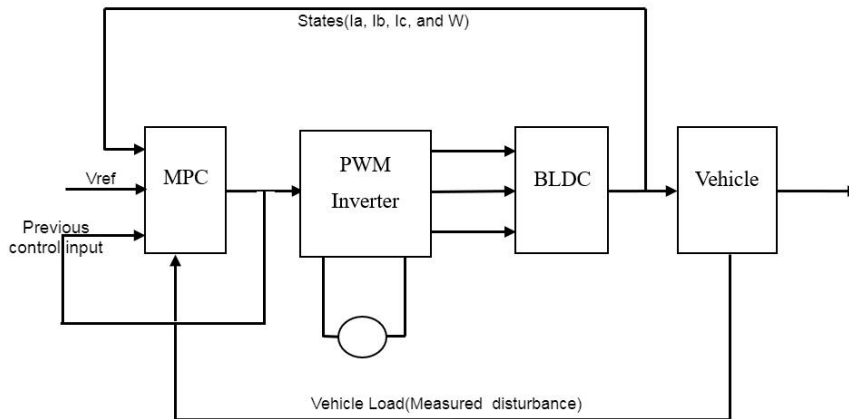 States(Ia, Ib, Ic, and W)
MPC
PWM
Inverter
BLDC
Vehicle
Vref
Previous
control input
Vehicle Load(Measured disturbance)